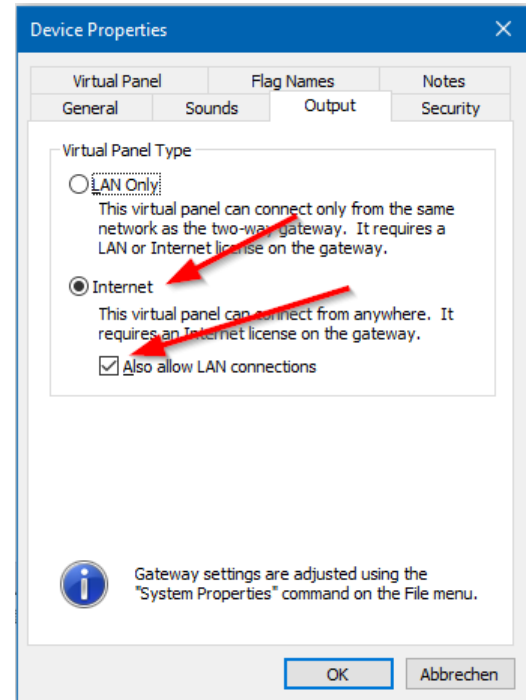 Device Properties
Virtual Panel
Flag Names
Notes
General
Sounds
Output
Security
Virtual Panel Type
LAN Only
This virtual panel can connect only from the same
network as the two-way gateway. It requires a
LAN or Internet license on the gateway.
Internet
This virtual panel can connect from anywhere. It
requires an Internet license on the gateway.
Also allow LAN connections
Gateway settings are adjusted using the
"System Properties" command on the File menu.
OK
Abbrechen